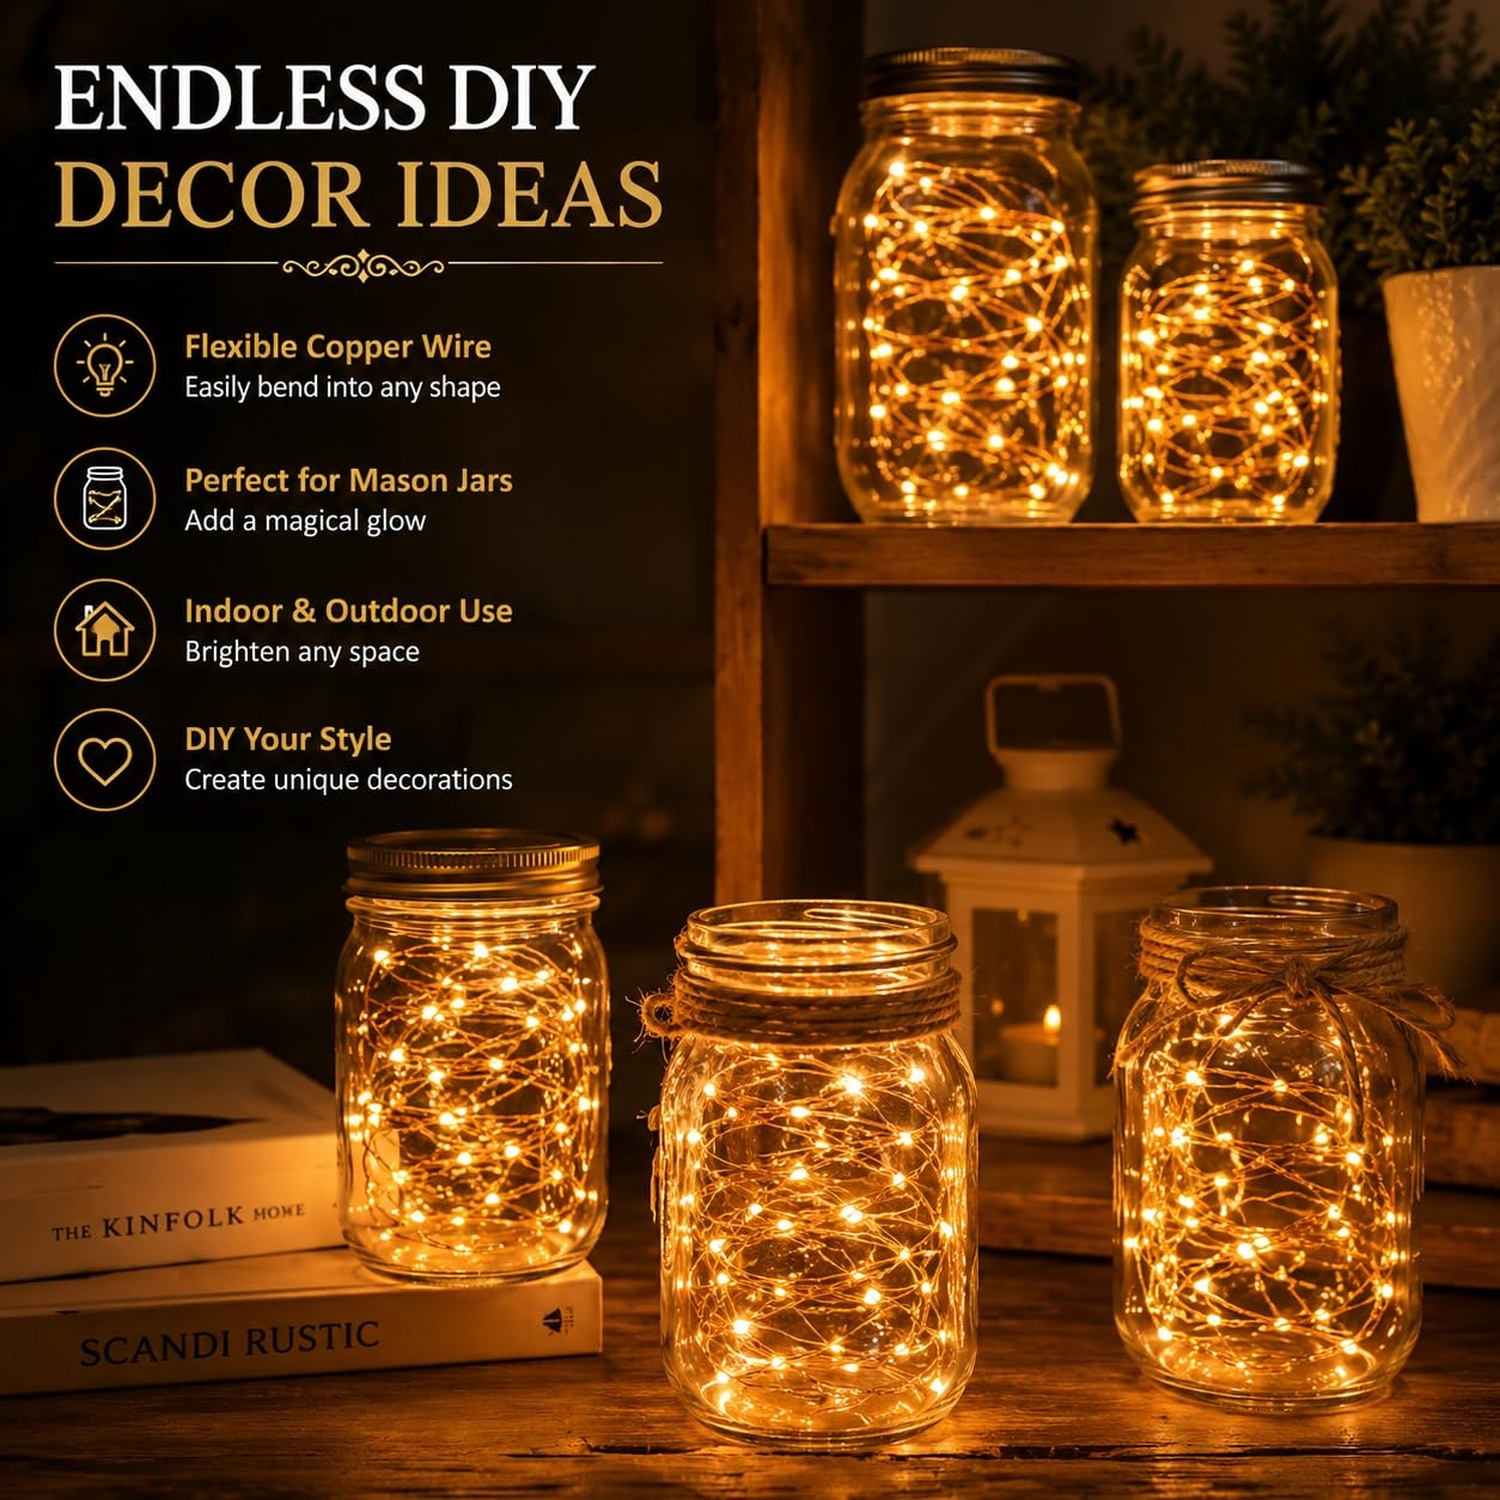 ENDLESS DIY
DECOR IDEAS
Flexible Copper Wire
Easily bend into any shape
Perfect for Mason Jars
Add a magical glow
Indoor & Outdoor Use
Brighten any space
DIY Your Style
Create unique decorations
THE KINFOLK HOME
SCANDI RUSTIC